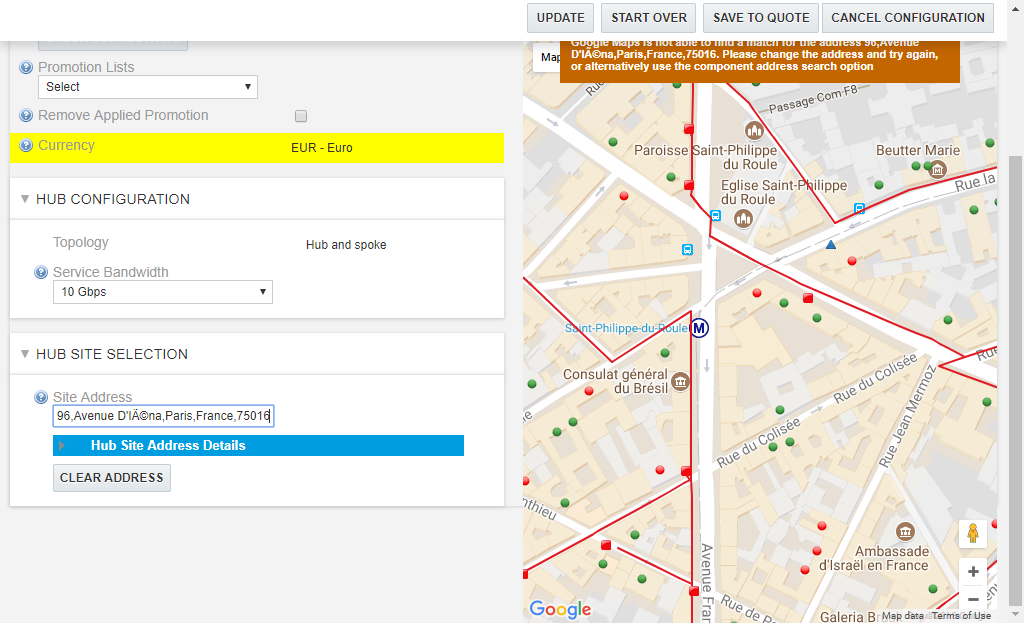 UPDATE
START OVER
SAVE TO QUOTE
CANCEL CONFIGURATION
Promotion Lists
Select
Remove Applied Promotion
Currency
EUR - Euro
HUB CONFIGURATION
Topology
Hub and spoke
Service Bandwidth
10 Gbps
HUB SITE SELECTION
Site Address
96,Avenue D'IÃ©na,Paris,France,75016
Hub Site Address Details
CLEAR ADDRESS
Map
Google Maps is not able to find a match for the address 96,Avenue
D'IÃ©na,Paris,France,75016. Please change the address and try again,
or alternatively use the component address search option
Passage Com F8
Paroisse Saint-Philippe
du Roule
Beutter Marie
Eglise Saint-Philippe
du Roule
Rue la
Saint-Philippe-du-Roule
M
Consulat général
du Brésil
Rue du Colisée
Rue
Rue Jean Mermoz
Rue du Colisée
nthieu
Ambassade
d'Israël en France
Avenue Fran
Rue de Po
Galeria Br
Google
Map data
Terms of Use